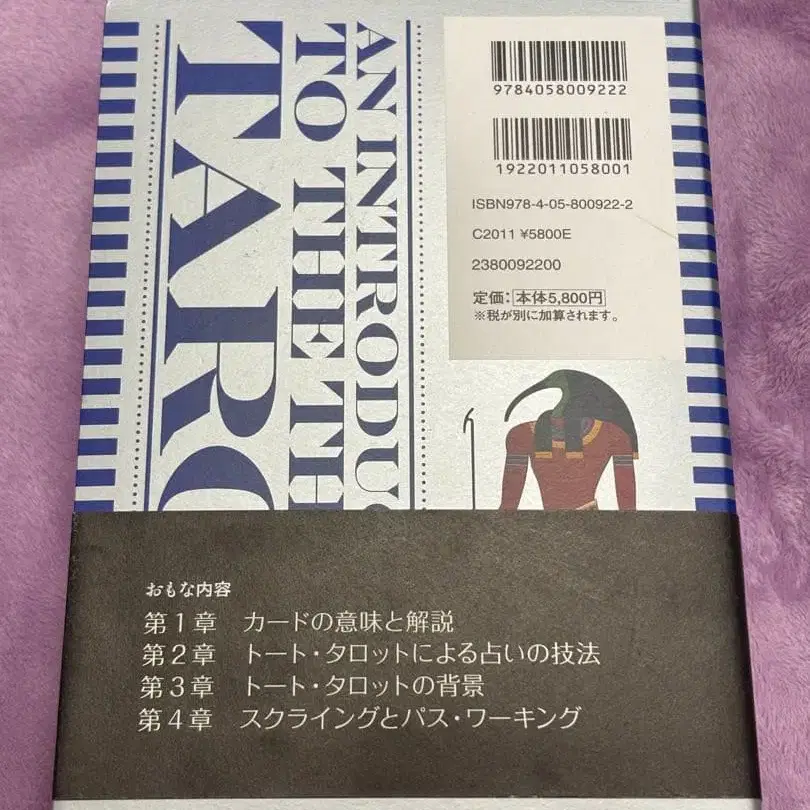 AN INTRODUC
TO THE TH
TARO
9784058009222
1922011058001
ISBN978-4-05-800922-2
C2011 ¥5800E
2380092200
定価：本体5,800円
※税が別に加算されます。
おもな内容
第1章 カードの意味と解説
第2章 トート・タロットによる占いの技法
第3章 トート・タロットの背景
第4章 スクライングとパス・ワーキング